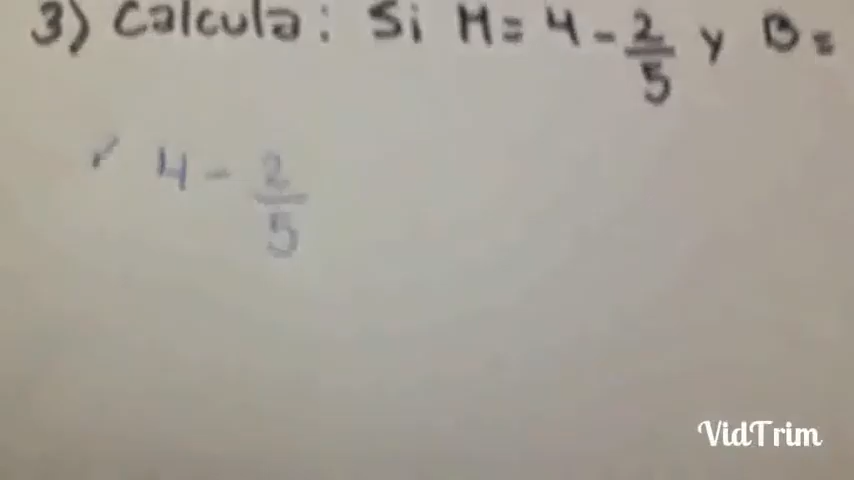 3) Calcula: Si M = 4 - 2/5 y B =
✓ 4 - 2/5
VidTrim